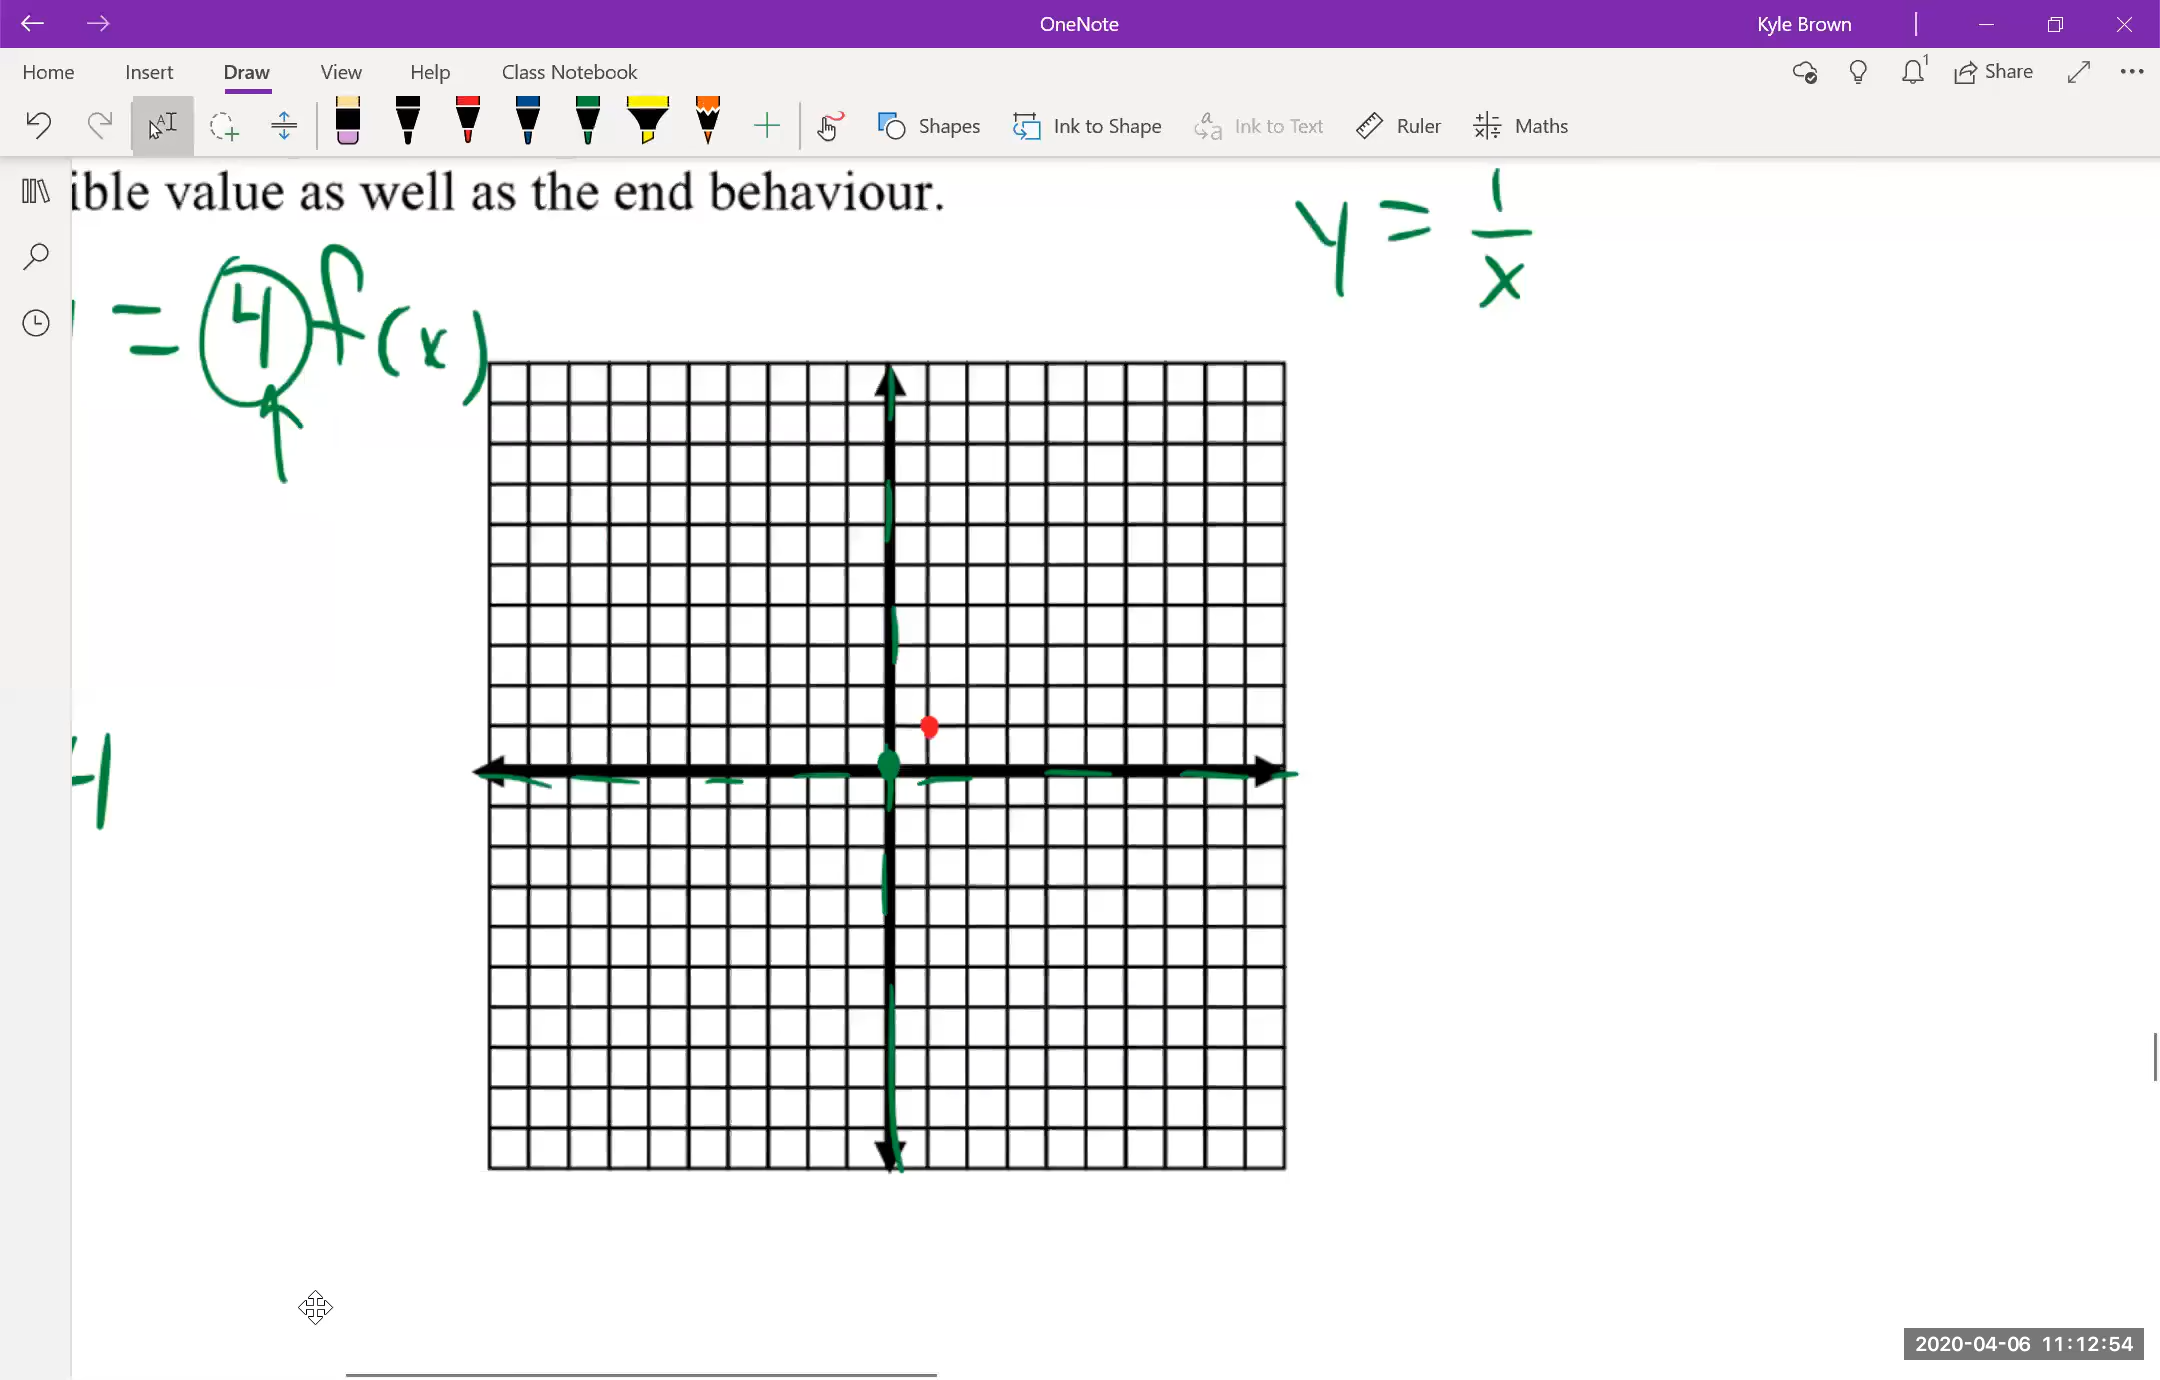 OneNote
Kyle Brown
Home Insert Draw View Help Class Notebook
1 Share
Shapes Ink to Shape Ink to Text Ruler Maths
ible value as well as the end behaviour.
y = 1/x
= 4f(x)
2020-04-06 11:12:54